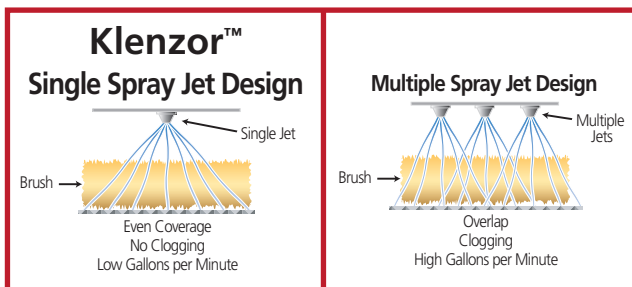 Klenzor™
Single Spray Jet Design
Single Jet
Brush
Even Coverage
No Clogging
Low Gallons per Minute
Multiple Spray Jet Design
Multiple
Jets
Brush
Overlap
Clogging
High Gallons per Minute